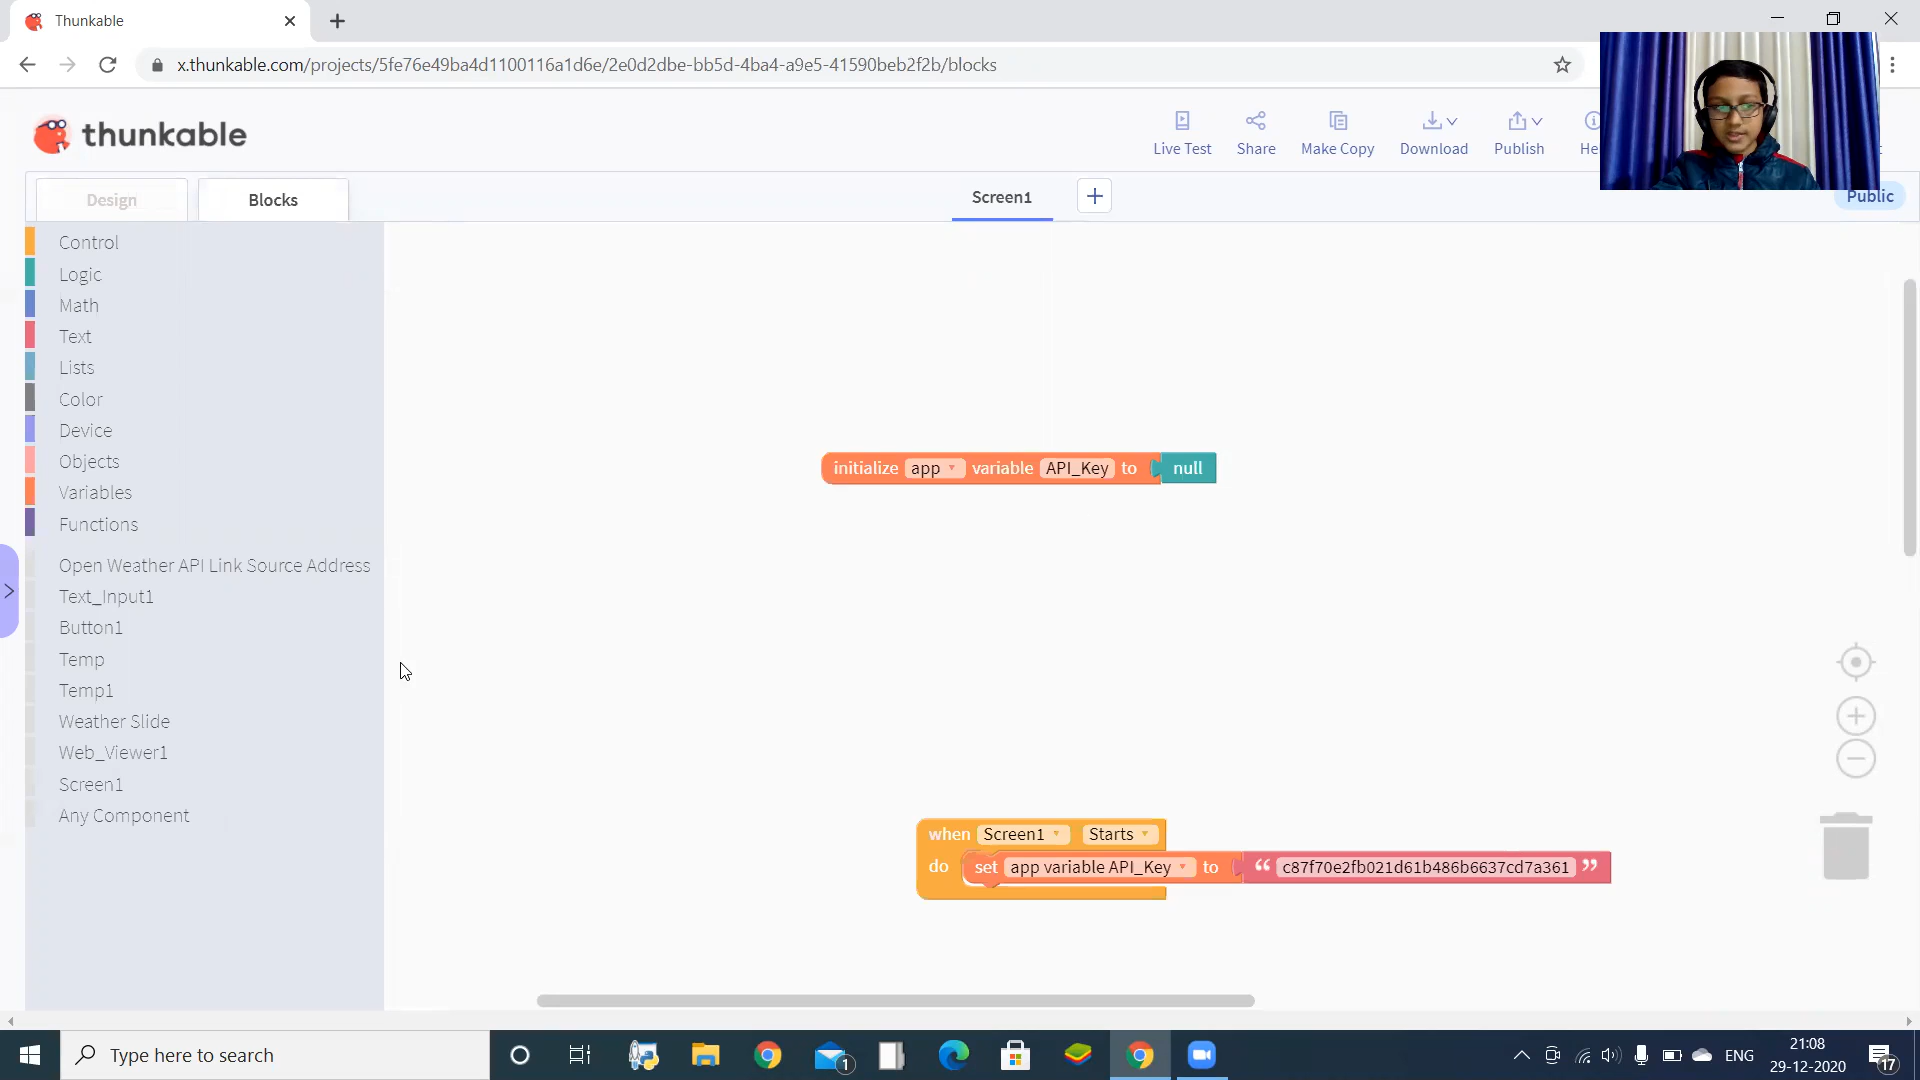 Thunkable
x.thunkable.com/projects/5fe76e49ba4d1100116a1d6e/2e0d2dbe-bb5d-4ba4-a9e5-41590beb2f2b/blocks
thunkable
Live Test
Share
Make Copy
Download
Publish
He
Design
Blocks
Screen1
Public
Control
Logic
Math
Text
Lists
Color
Device
Objects
Variables
Functions
Open Weather API Link Source Address
Text_Input1
Button1
Temp
Temp1
Weather Slide
Web_Viewer1
Screen1
Any Component
initialize app variable API_Key to null
when Screen1 Starts
do set app variable API_Key to “ c87f70e2fb021d61b486b6637cd7a361 ”
Type here to search
1
ENG
21:08
29-12-2020
17